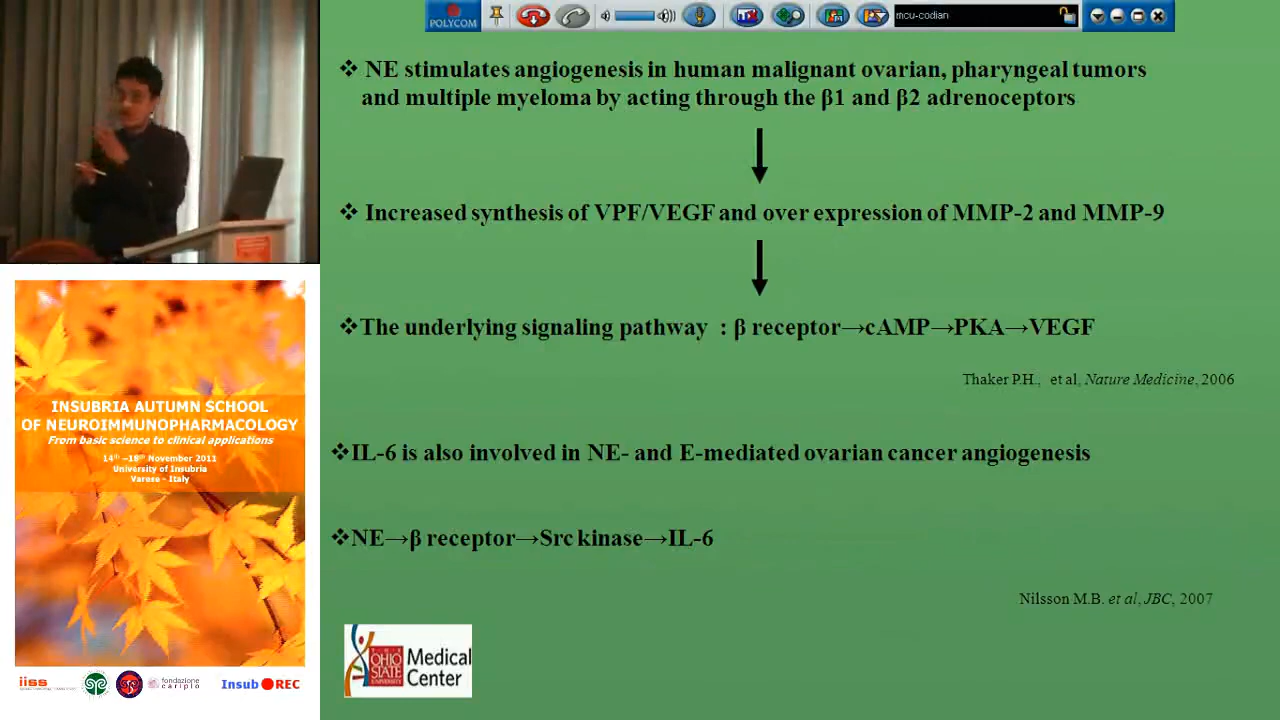 POLYCOM
mcu-codian
❖ NE stimulates angiogenesis in human malignant ovarian, pharyngeal tumors
and multiple myeloma by acting through the β1 and β2 adrenoceptors
❖ Increased synthesis of VPF/VEGF and over expression of MMP-2 and MMP-9
❖The underlying signaling pathway : β receptor→cAMP→PKA→VEGF
Thaker P.H., et al, Nature Medicine, 2006
❖IL-6 is also involved in NE- and E-mediated ovarian cancer angiogenesis
❖NE→β receptor→Src kinase→IL-6
Nilsson M.B. et al, JBC, 2007
THE
OHIO
STATE
UNIVERSITY
Medical
Center
INSUBRIA AUTUMN SCHOOL
OF NEUROIMMUNOPHARMACOLOGY
From basic science to clinical applications
14th –18th November 2011
University of Insubria
Varese - Italy
iiss
fondazione
cariplo
Insub REC